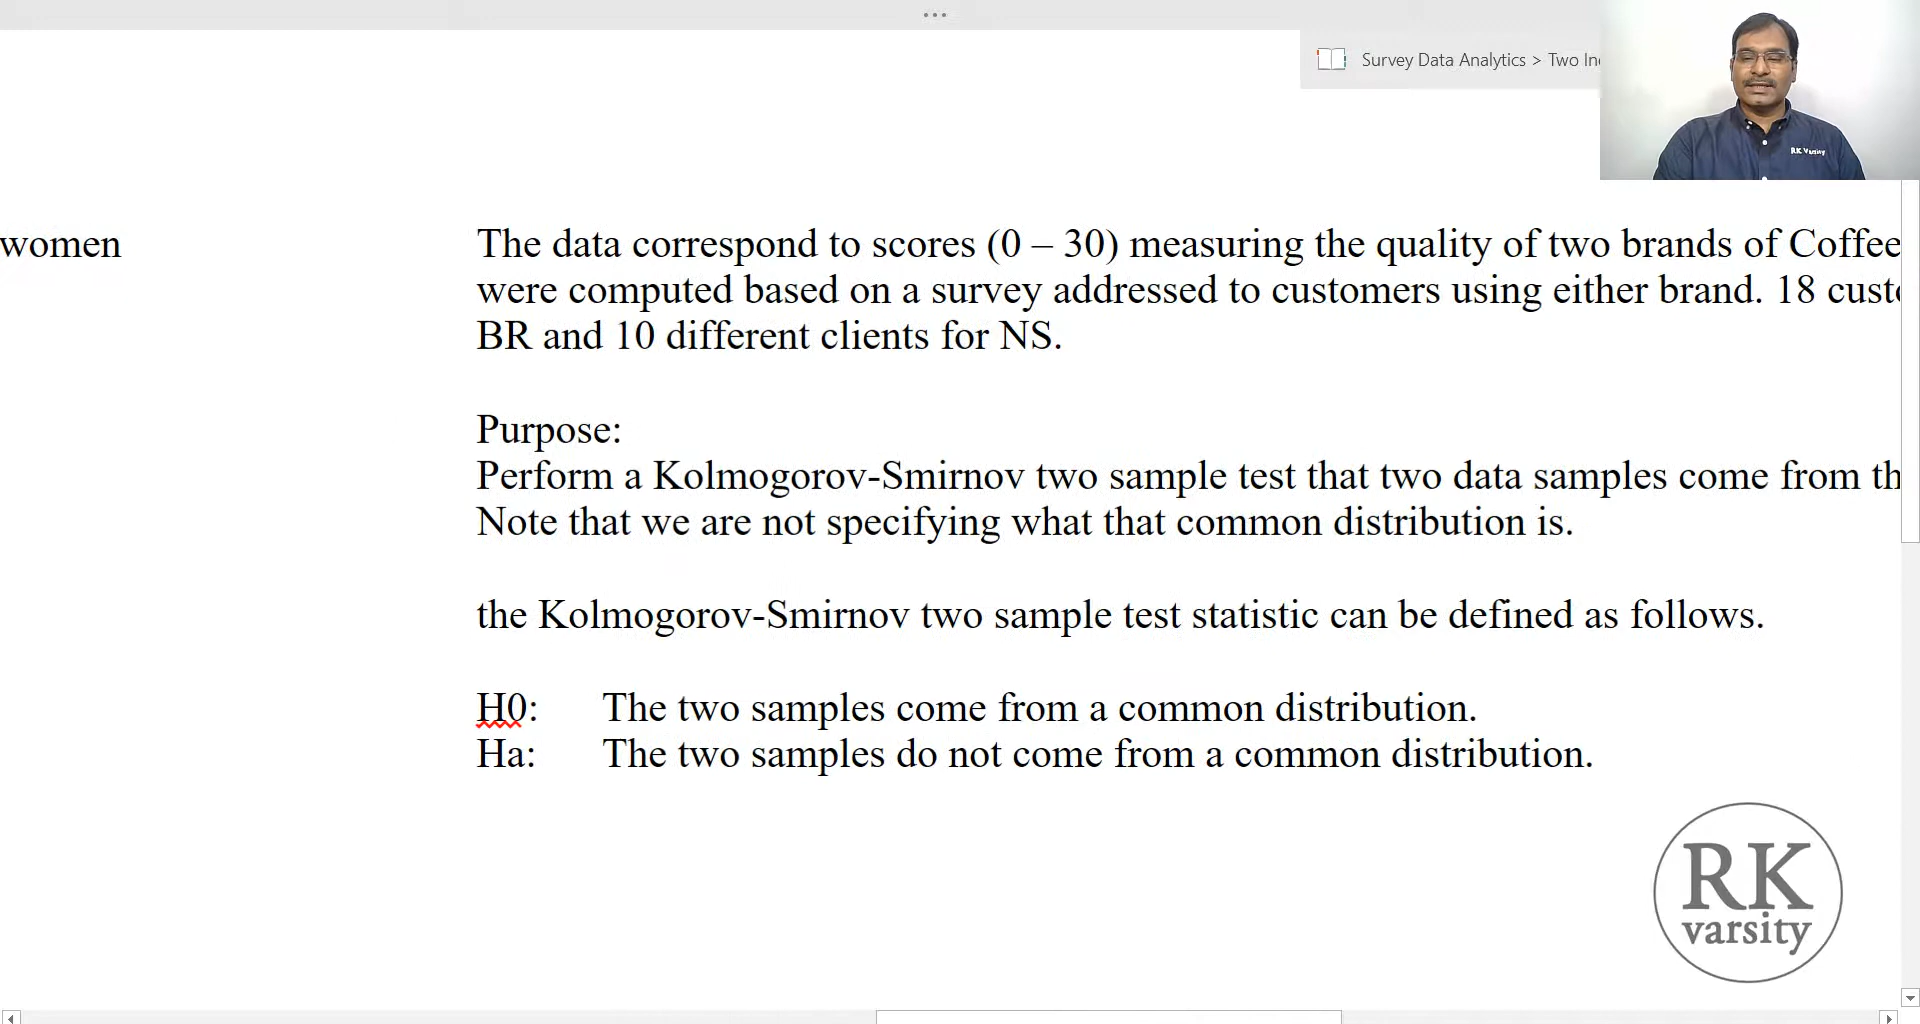 ...
Survey Data Analytics > Two In
RK Varsity
women
The data correspond to scores (0 – 30) measuring the quality of two brands of Coffee
were computed based on a survey addressed to customers using either brand. 18 custo
BR and 10 different clients for NS.
Purpose:
Perform a Kolmogorov-Smirnov two sample test that two data samples come from th
Note that we are not specifying what that common distribution is.
the Kolmogorov-Smirnov two sample test statistic can be defined as follows.
H0: The two samples come from a common distribution.
Ha: The two samples do not come from a common distribution.
RK
varsity